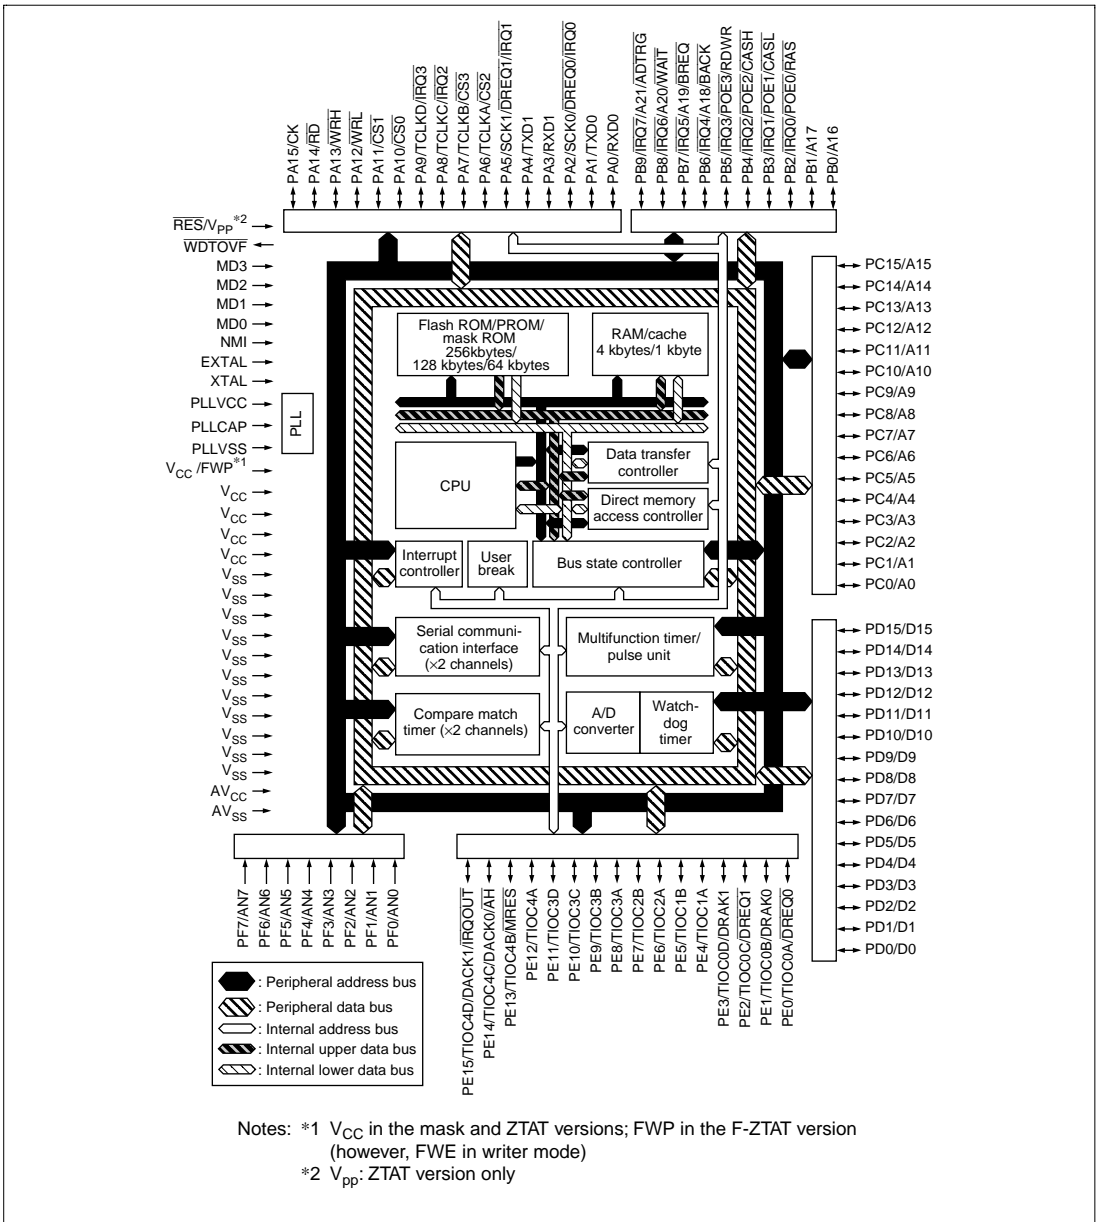 PA15/CK
PA14/RD
PA13/WRH
PA12/WRL
PA11/CS1
PA10/CS0
PA9/TCLKD/IRQ3
PA8/TCLKC/IRQ2
PA7/TCLKB/CS3
PA6/TCLKA/CS2
PA5/SCK1/DREQ1/IRQ1
PA4/TXD1
PA3/RXD1
PA2/SCK0/DREQ0/IRQ0
PA1/TXD0
PA0/RXD0
PB9/IRQ7/A21/ADTRG
PB8/IRQ6/A20/WAIT
PB7/IRQ5/A19/BREQ
PB6/IRQ4/A18/BACK
PB5/IRQ3/POE3/RDWR
PB4/IRQ2/POE2/CASH
PB3/IRQ1/POE1/CASL
PB2/IRQ0/POE0/RAS
PB1/A17
PB0/A16
RES/VPP*2
WDTOVF
MD3
MD2
MD1
MD0
NMI
EXTAL
XTAL
PLLVCC
PLLCAP
PLLVSS
VCC/FWP*1
VCC
VCC
VCC
VCC
VSS
VSS
VSS
VSS
VSS
VSS
VSS
VSS
VSS
VSS
VSS
AVCC
AVSS
PLL
Flash ROM/PROM/
mask ROM
256kbytes/
128 kbytes/64 kbytes
RAM/cache
4 kbytes/1 kbyte
CPU
Data transfer
controller
Direct memory
access controller
Interrupt
controller
User
break
Bus state controller
Serial communi-
cation interface
(×2 channels)
Multifunction timer/
pulse unit
Compare match
timer (×2 channels)
A/D
converter
Watch-
dog
timer
PC15/A15
PC14/A14
PC13/A13
PC12/A12
PC11/A11
PC10/A10
PC9/A9
PC8/A8
PC7/A7
PC6/A6
PC5/A5
PC4/A4
PC3/A3
PC2/A2
PC1/A1
PC0/A0
PD15/D15
PD14/D14
PD13/D13
PD12/D12
PD11/D11
PD10/D10
PD9/D9
PD8/D8
PD7/D7
PD6/D6
PD5/D5
PD4/D4
PD3/D3
PD2/D2
PD1/D1
PD0/D0
PF7/AN7
PF6/AN6
PF5/AN5
PF4/AN4
PF3/AN3
PF2/AN2
PF1/AN1
PF0/AN0
PE15/TIOC4D/DACK1/IRQOUT
PE14/TIOC4C/DACK0/AH
PE13/TIOC4B/MRES
PE12/TIOC4A
PE11/TIOC3D
PE10/TIOC3C
PE9/TIOC3B
PE8/TIOC3A
PE7/TIOC2B
PE6/TIOC2A
PE5/TIOC1B
PE4/TIOC1A
PE3/TIOC0D/DRAK1
PE2/TIOC0C/DREQ1
PE1/TIOC0B/DRAK0
PE0/TIOC0A/DREQ0
: Peripheral address bus
: Peripheral data bus
: Internal address bus
: Internal upper data bus
: Internal lower data bus
Notes: *1 VCC in the mask and ZTAT versions; FWP in the F-ZTAT version
(however, FWE in writer mode)
*2 Vpp: ZTAT version only